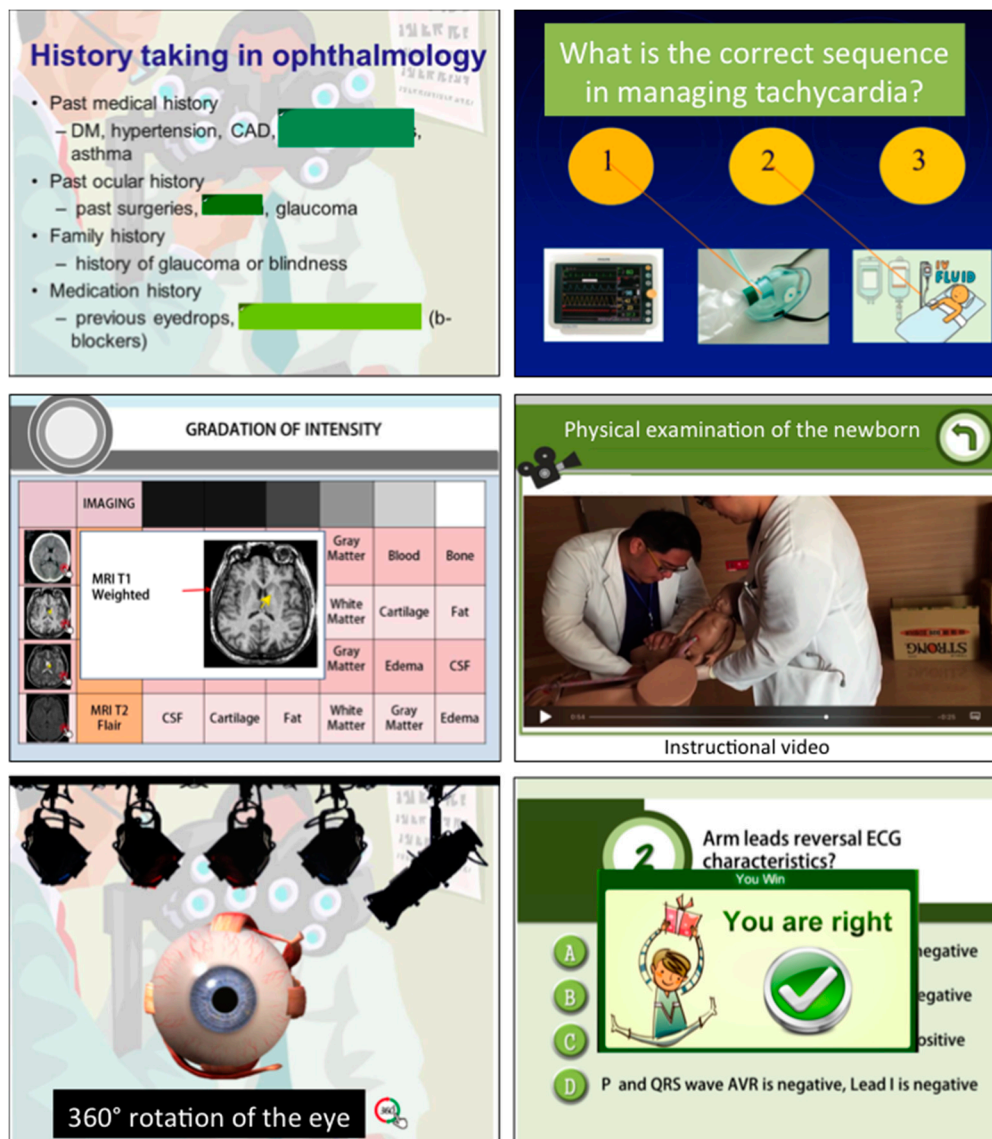 History taking in ophthalmology
• Past medical history
– DM, hypertension, CAD,
asthma
• Past ocular history
– past surgeries, , glaucoma
• Family history
– history of glaucoma or blindness
• Medication history
– previous eyedrops, (b-
blockers)
What is the correct sequence
in managing tachycardia?
1 2 3
IV
FLUID
GRADATION OF INTENSITY
IMAGING
MRI T1
Weighted
Gray
Matter
Blood
Bone
White
Matter
Cartilage
Fat
Gray
Matter
Edema
CSF
MRI T2
Flair
CSF
Cartilage
Fat
White
Matter
Gray
Matter
Edema
Physical examination of the newborn
STRONG
0:54
-0:25
Instructional video
360° rotation of the eye
360°
2
Arm leads reversal ECG
characteristics?
You Win
You are right
A negative
B egative
C ositive
D P and QRS wave AVR is negative, Lead I is negative